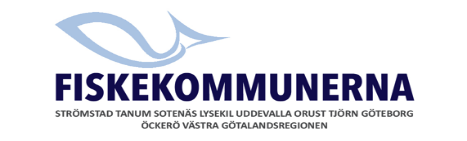 FISKEKOMMUNERNA
STRÖMSTAD TANUM SOTENÄS LYSEKIL UDDEVALLA ORUST TJÖRN GÖTEBORG
ÖCKERÖ VÄSTRA GÖTALANDSREGIONEN